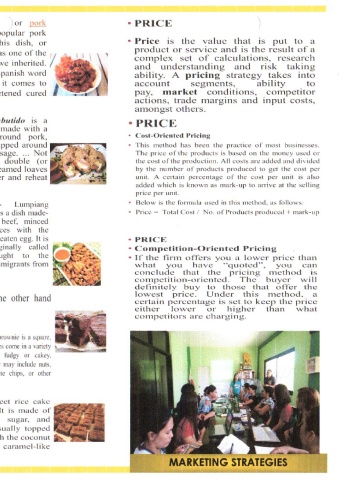 or pork
popular pork
his dish, or
as one of the
we inherited.
panish word
it comes to
etened cured
butido is a
made with a
round pork,
pped around
sage. ... Not
double (or
eamed loaves
er and reheat
- Lumpiang
s a dish made-
beef, minced
ces with the
eaten egg. It is
ginally called
ught to the
migrants from
he other hand
brownie is a square,
es come in a variety
fudgy or cakey,
may include nuts,
te chips, or other
eet rice cake
It is made of
sugar, and
sually topped
h the coconut
caramel-like
• PRICE
• Price is the value that is put to a
product or service and is the result of a
complex set of calculations, research
and understanding and risk taking
ability. A pricing strategy takes into
account segments, ability to
pay, market conditions, competitor
actions, trade margins and input costs,
amongst others.
• PRICE
• Cost-Oriented Pricing
• This method has been the practice of most businesses.
The price of the products is based on the money used or
the cost of the production. All costs are added and divided
by the number of products produced to get the cost per
unit. A certain percentage of the cost per unit is also
added which is known as mark-up to arrive at the selling
price per unit.
• Below is the formula used in this method, as follows:
• Price = Total Cost / No. of Products produced + mark-up
• PRICE
• Competition-Oriented Pricing
• If the firm offers you a lower price than
what you have "quoted", you can
conclude that the pricing method is
competition-oriented. The buyer will
definitely buy to those that offer the
lowest price. Under this method, a
certain percentage is set to keep the price
either lower or higher than what
competitors are charging.
MARKETING STRATEGIES